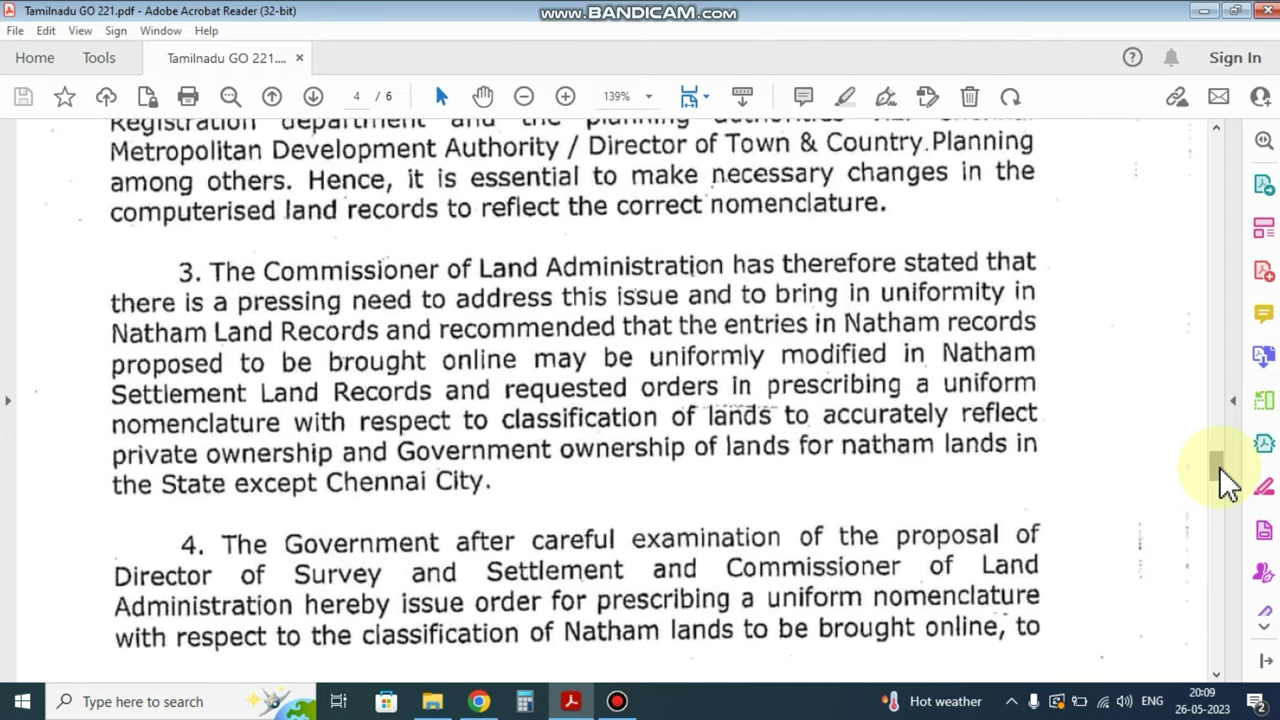 Tamilnadu GO 221.pdf - Adobe Acrobat Reader (32-bit)
www.BANDICAM.com
File Edit View Sign Window Help
Home Tools Tamilnadu GO 221.... × Sign In
4 / 6 139%
Registration department and the planning authorities
Metropolitan Development Authority / Director of Town & Country Planning
among others. Hence, it is essential to make necessary changes in the
computerised land records to reflect the correct nomenclature.
3. The Commissioner of Land Administration has therefore stated that
there is a pressing need to address this issue and to bring in uniformity in
Natham Land Records and recommended that the entries in Natham records
proposed to be brought online may be uniformly modified in Natham
Settlement Land Records and requested orders in prescribing a uniform
nomenclature with respect to classification of lands to accurately reflect
private ownership and Government ownership of lands for natham lands in
the State except Chennai City.
4. The Government after careful examination of the proposal of
Director of Survey and Settlement and Commissioner of Land
Administration hereby issue order for prescribing a uniform nomenclature
with respect to the classification of Natham lands to be brought online, to
Type here to search
Hot weather
ENG
20:09
26-05-2023
2